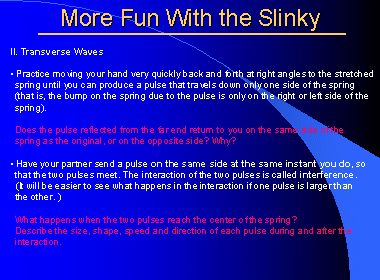 More Fun With the Slinky
II. Transverse Waves
• Practice moving your hand very quickly back and forth at right angles to the stretched
spring until you can produce a pulse that travels down only one side of the spring
(that is, the bump on the spring due to the pulse is only on the right or left side of the
spring).
Does the pulse reflected from the far end return to you on the same side of the
spring as the original, or on the opposite side? Why?
• Have your partner send a pulse on the same side at the same instant you do, so
that the two pulses meet. The interaction of the two pulses is called interference.
(It will be easier to see what happens in the interaction if one pulse is larger than
the other. )
What happens when the two pulses reach the center of the spring?
Describe the size, shape, speed and direction of each pulse during and after the
interaction.